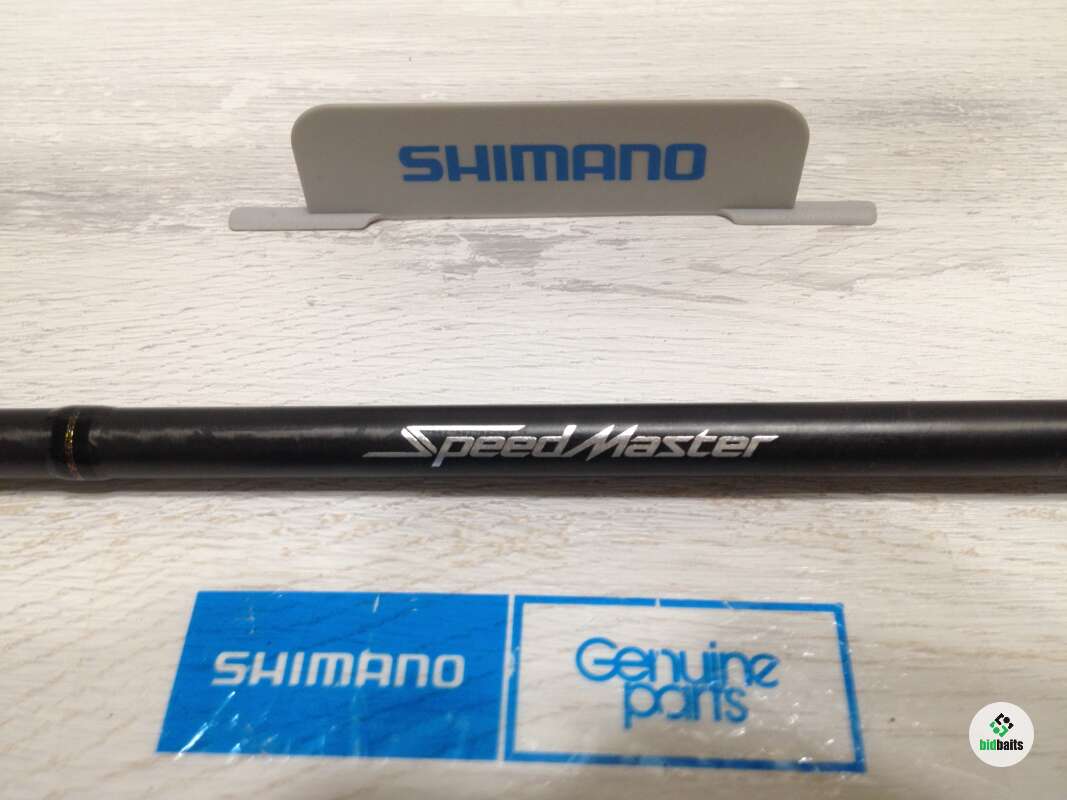 SHIMANO
SpeedMaster
SHIMANO
Genuine
parts
bidbaits